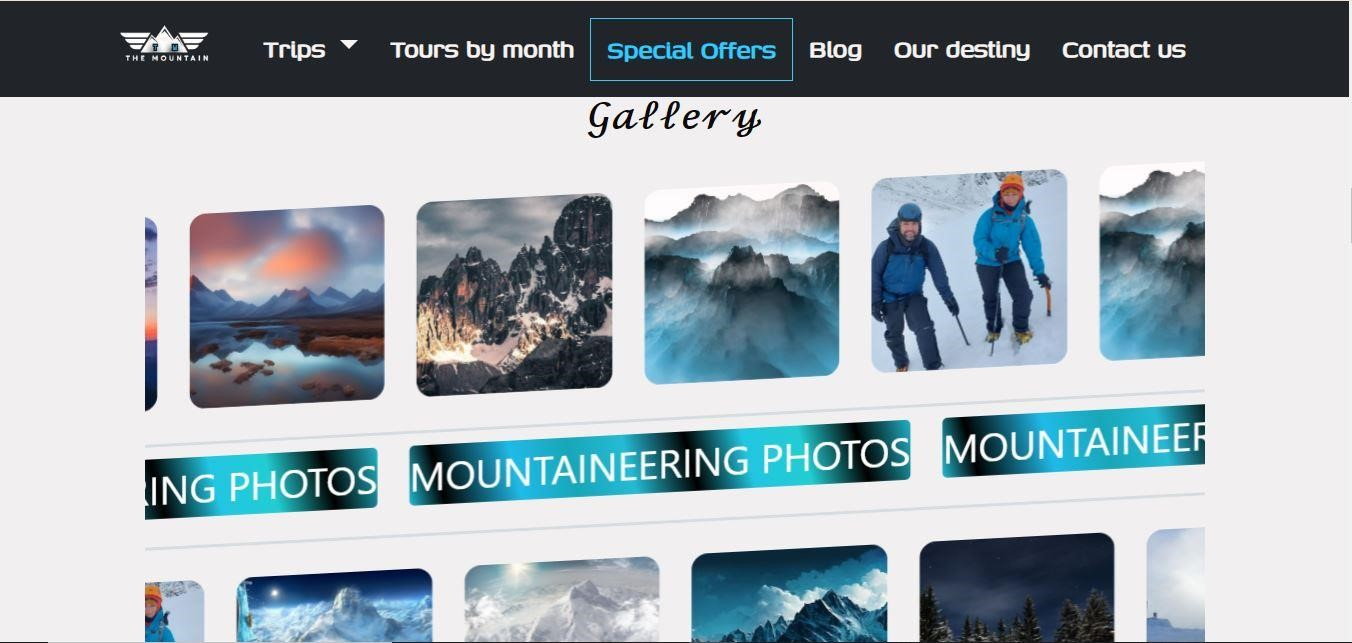 T M
THE MOUNTAIN
Trips
Tours by month
Special Offers
Blog
Our destiny
Contact us
Gallery
RING PHOTOS
MOUNTAINEERING PHOTOS
MOUNTAINEER